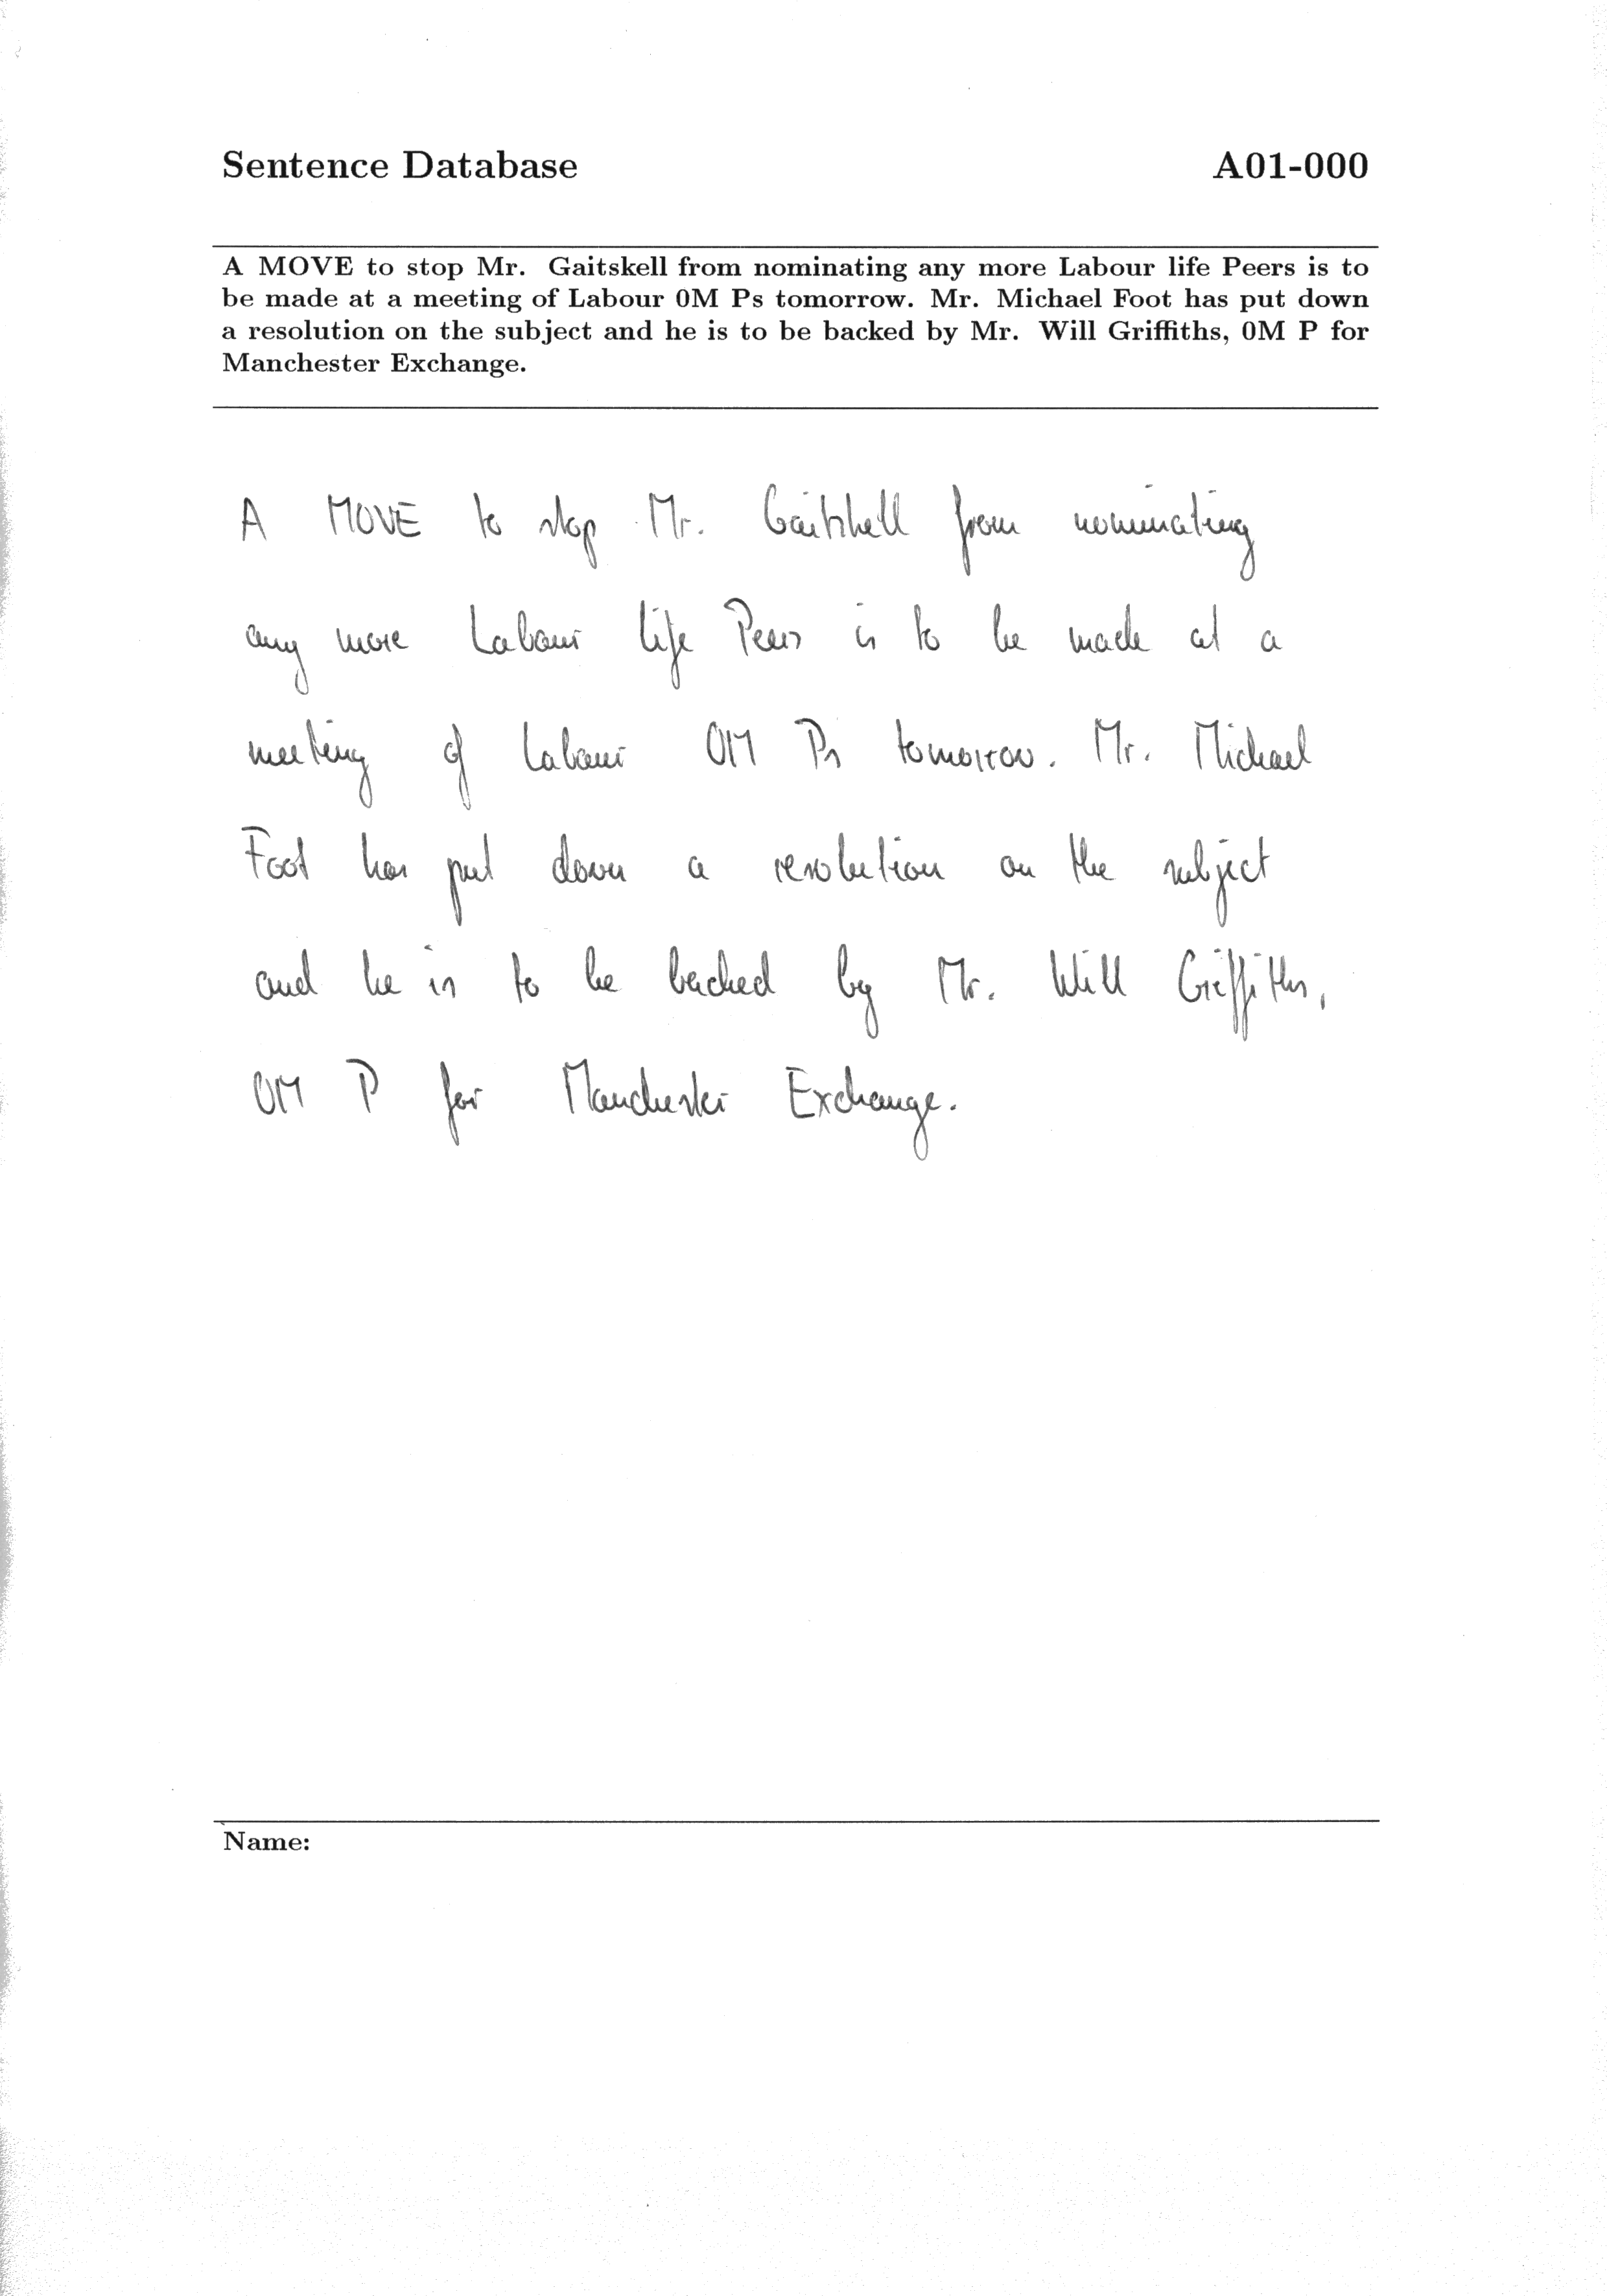 Sentence Database A01-000
A MOVE to stop Mr. Gaitskell from nominating any more Labour life Peers is to
be made at a meeting of Labour 0M Ps tomorrow. Mr. Michael Foot has put down
a resolution on the subject and he is to be backed by Mr. Will Griffiths, 0M P for
Manchester Exchange.
A MOVE to stop Mr. Gaitskell from nominating
any more Labour life Peers is to be made at a
meeting of Labour 0M Ps tomorrow. Mr. Michael
Foot has put down a resolution on the subject
and he is to be backed by Mr. Will Griffiths,
0M P for Manchester Exchange.
Name: